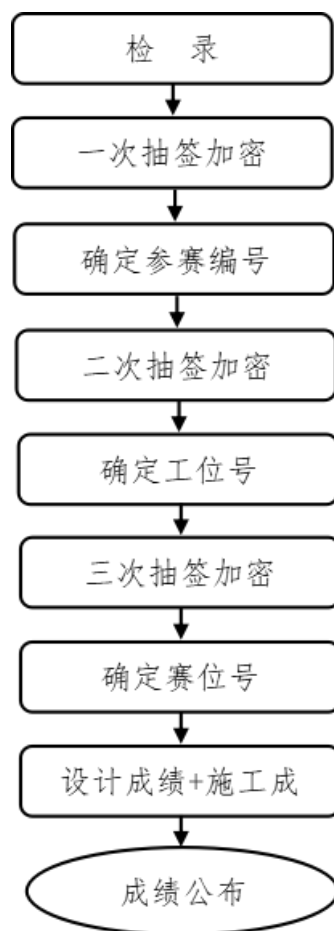 检 录
一次抽签加密
确定参赛编号
二次抽签加密
确定工位号
三次抽签加密
确定赛位号
设计成绩+施工成
成绩公布